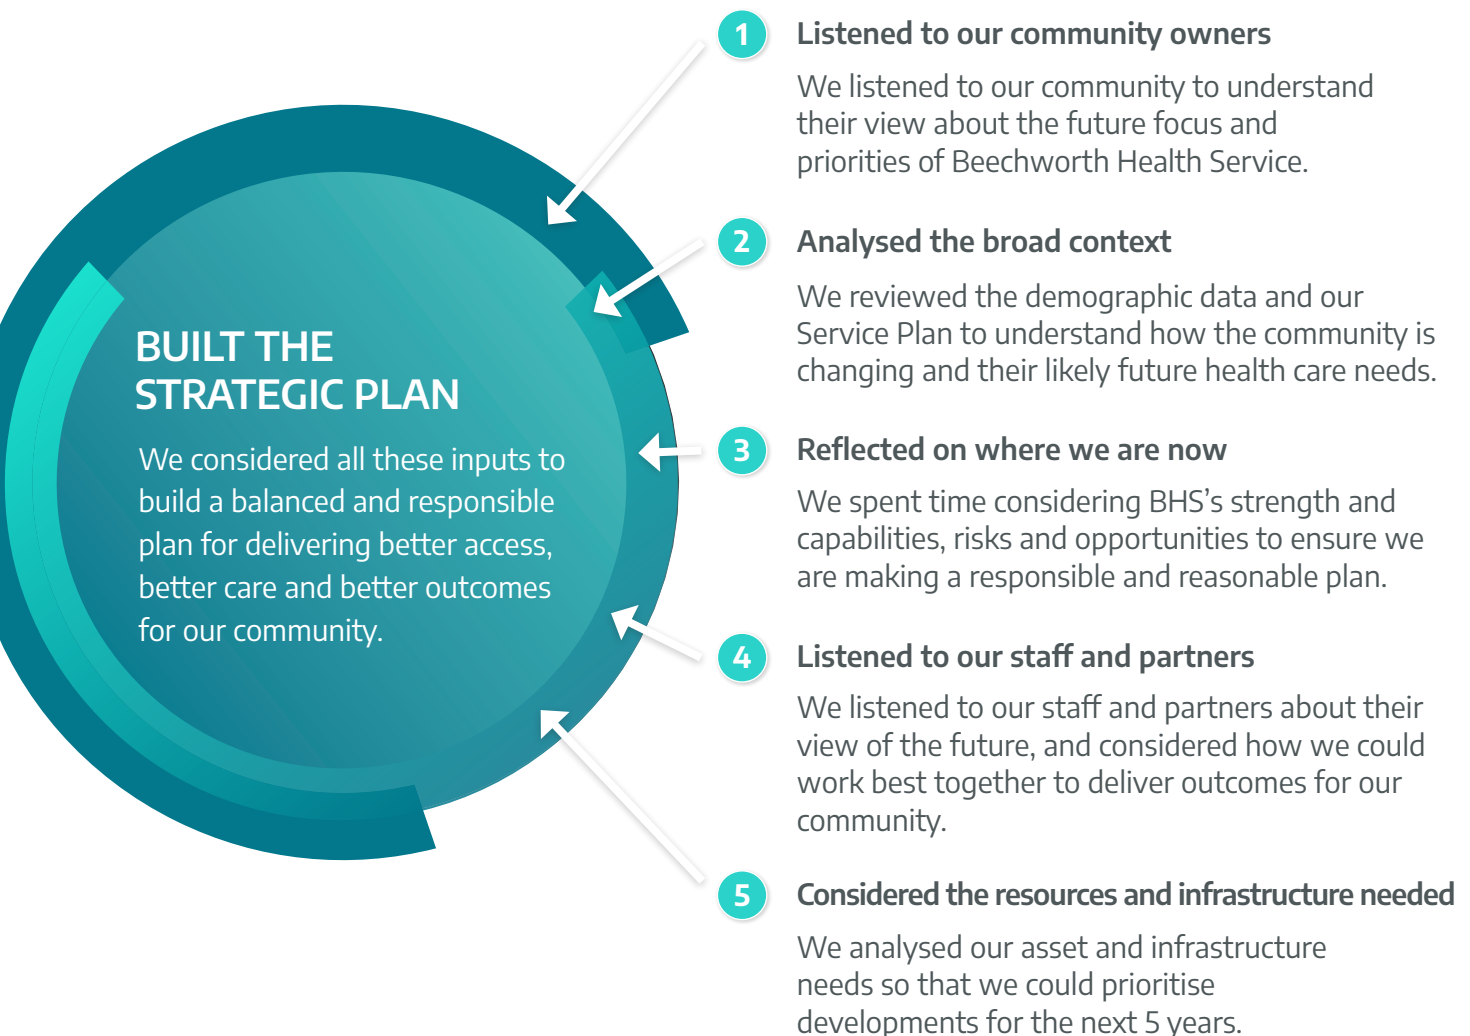 BUILT THE
STRATEGIC PLAN
We considered all these inputs to
build a balanced and responsible
plan for delivering better access,
better care and better outcomes
for our community.
1
Listened to our community owners
We listened to our community to understand
their view about the future focus and
priorities of Beechworth Health Service.
2
Analysed the broad context
We reviewed the demographic data and our
Service Plan to understand how the community is
changing and their likely future health care needs.
3
Reflected on where we are now
We spent time considering BHS’s strength and
capabilities, risks and opportunities to ensure we
are making a responsible and reasonable plan.
4
Listened to our staff and partners
We listened to our staff and partners about their
view of the future, and considered how we could
work best together to deliver outcomes for our
community.
5
Considered the resources and infrastructure needed
We analysed our asset and infrastructure
needs so that we could prioritise
developments for the next 5 years.